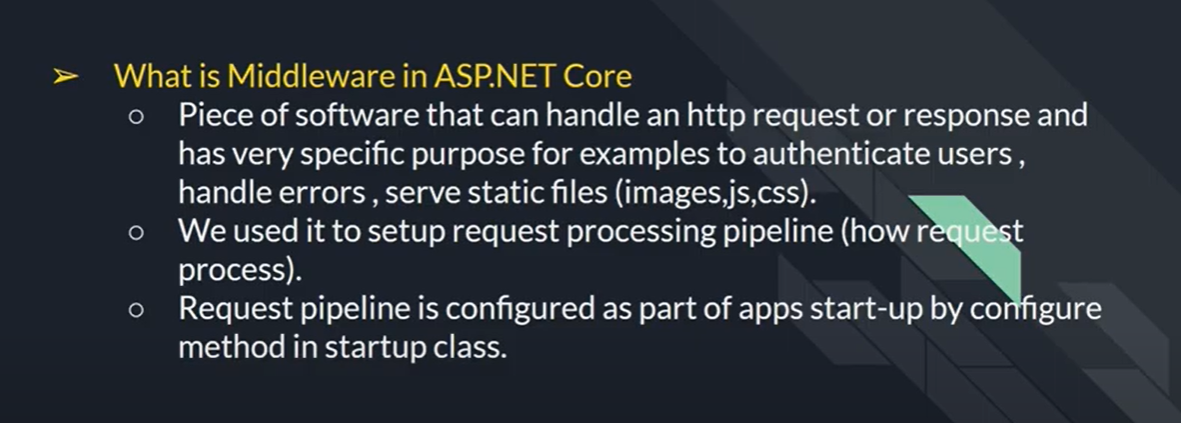 ➢ What is Middleware in ASP.NET Core
○ Piece of software that can handle an http request or response and
has very specific purpose for examples to authenticate users ,
handle errors , serve static files (images,js,css).
○ We used it to setup request processing pipeline (how request
process).
○ Request pipeline is configured as part of apps start-up by configure
method in startup class.